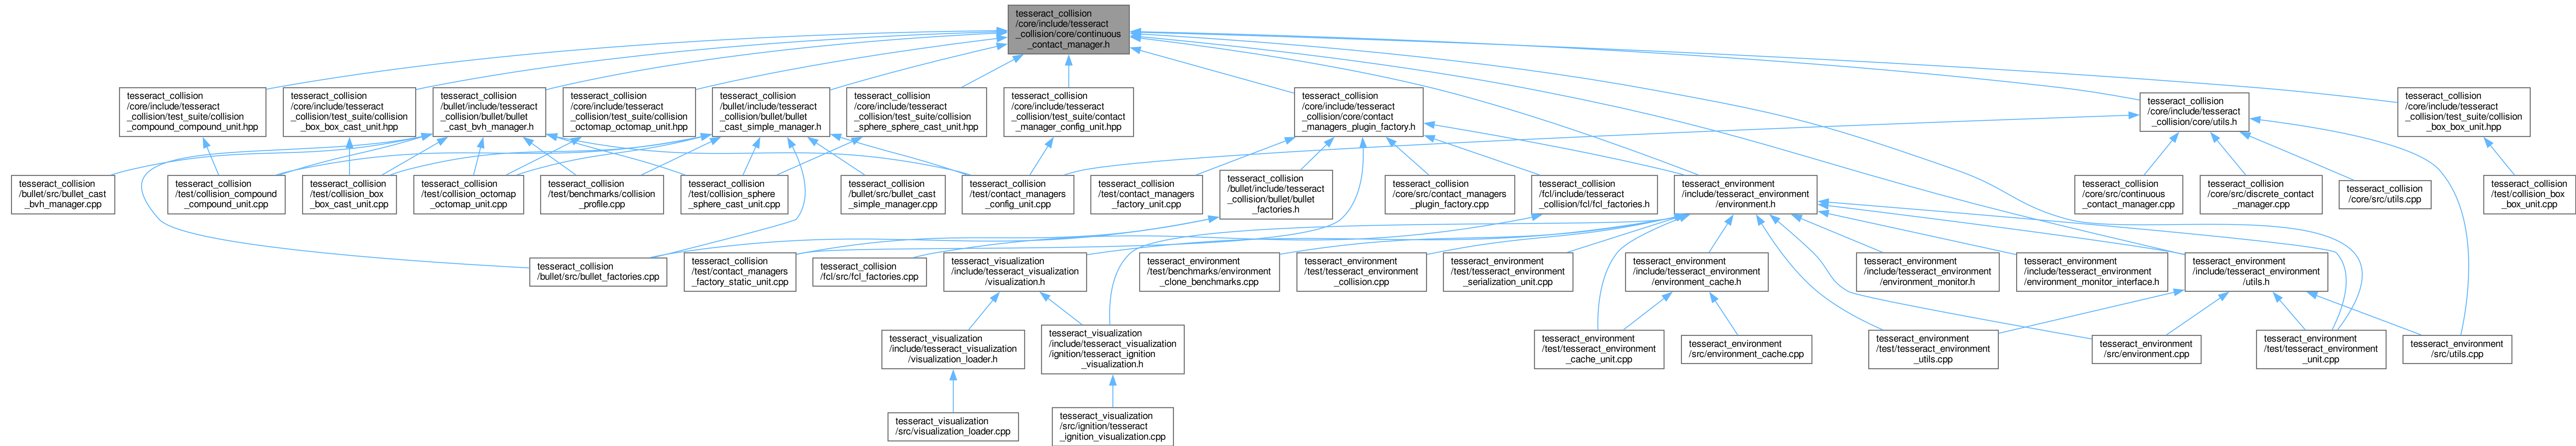 tesseract_collision
/core/include/tesseract
_collision/core/continuous
_contact_manager.h
tesseract_collision
/core/include/tesseract
_collision/test_suite/collision
_compound_compound_unit.hpp
tesseract_collision
/core/include/tesseract
_collision/test_suite/collision
_box_box_cast_unit.hpp
tesseract_collision
/bullet/include/tesseract
_collision/bullet/bullet
_cast_bvh_manager.h
tesseract_collision
/core/include/tesseract
_collision/test_suite/collision
_octomap_octomap_unit.hpp
tesseract_collision
/bullet/include/tesseract
_collision/bullet/bullet
_cast_simple_manager.h
tesseract_collision
/core/include/tesseract
_collision/test_suite/collision
_sphere_sphere_cast_unit.hpp
tesseract_collision
/core/include/tesseract
_collision/test_suite/contact
_manager_config_unit.hpp
tesseract_collision
/core/include/tesseract
_collision/core/contact
_managers_plugin_factory.h
tesseract_collision
/core/include/tesseract
_collision/core/utils.h
tesseract_collision
/core/include/tesseract
_collision/test_suite/collision
_box_box_unit.hpp
tesseract_collision
/bullet/src/bullet_cast
_bvh_manager.cpp
tesseract_collision
/test/collision_compound
_compound_unit.cpp
tesseract_collision
/test/collision_box
_box_cast_unit.cpp
tesseract_collision
/test/collision_octomap
_octomap_unit.cpp
tesseract_collision
/test/benchmarks/collision
_profile.cpp
tesseract_collision
/test/collision_sphere
_sphere_cast_unit.cpp
tesseract_collision
/bullet/src/bullet_cast
_simple_manager.cpp
tesseract_collision
/test/contact_managers
_config_unit.cpp
tesseract_collision
/test/contact_managers
_factory_unit.cpp
tesseract_collision
/bullet/include/tesseract
_collision/bullet/bullet
_factories.h
tesseract_collision
/core/src/contact_managers
_plugin_factory.cpp
tesseract_collision
/fcl/include/tesseract
_collision/fcl/fcl_factories.h
tesseract_environment
/include/tesseract_environment
/environment.h
tesseract_collision
/core/src/continuous
_contact_manager.cpp
tesseract_collision
/core/src/discrete_contact
_manager.cpp
tesseract_collision
/core/src/utils.cpp
tesseract_collision
/test/collision_box
_box_unit.cpp
tesseract_collision
/bullet/src/bullet_factories.cpp
tesseract_collision
/test/contact_managers
_factory_static_unit.cpp
tesseract_collision
/fcl/src/fcl_factories.cpp
tesseract_visualization
/include/tesseract_visualization
/visualization.h
tesseract_environment
/test/benchmarks/environment
_clone_benchmarks.cpp
tesseract_environment
/test/tesseract_environment
_collision.cpp
tesseract_environment
/test/tesseract_environment
_serialization_unit.cpp
tesseract_environment
/include/tesseract_environment
/environment_cache.h
tesseract_environment
/include/tesseract_environment
/environment_monitor.h
tesseract_environment
/include/tesseract_environment
/environment_monitor_interface.h
tesseract_environment
/include/tesseract_environment
/utils.h
tesseract_visualization
/include/tesseract_visualization
/visualization_loader.h
tesseract_visualization
/include/tesseract_visualization
/ignition/tesseract_ignition
_visualization.h
tesseract_environment
/test/tesseract_environment
_cache_unit.cpp
tesseract_environment
/src/environment_cache.cpp
tesseract_environment
/test/tesseract_environment
_utils.cpp
tesseract_environment
/src/environment.cpp
tesseract_environment
/test/tesseract_environment
_unit.cpp
tesseract_environment
/src/utils.cpp
tesseract_visualization
/src/visualization_loader.cpp
tesseract_visualization
/src/ignition/tesseract
_ignition_visualization.cpp